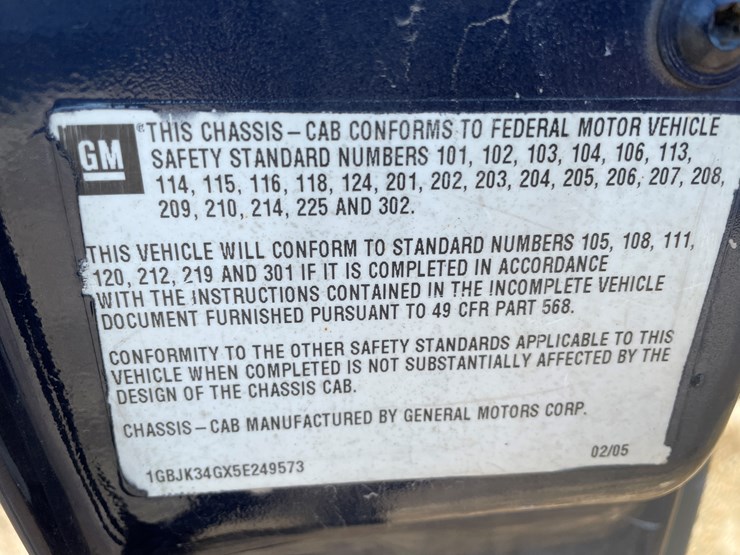 GM
THIS CHASSIS – CAB CONFORMS TO FEDERAL MOTOR VEHICLE
SAFETY STANDARD NUMBERS 101, 102, 103, 104, 106, 113,
114, 115, 116, 118, 124, 201, 202, 203, 204, 205, 206, 207, 208,
209, 210, 214, 225 AND 302.
THIS VEHICLE WILL CONFORM TO STANDARD NUMBERS 105, 108, 111,
120, 212, 219 AND 301 IF IT IS COMPLETED IN ACCORDANCE
WITH THE INSTRUCTIONS CONTAINED IN THE INCOMPLETE VEHICLE
DOCUMENT FURNISHED PURSUANT TO 49 CFR PART 568.
CONFORMITY TO THE OTHER SAFETY STANDARDS APPLICABLE TO THIS
VEHICLE WHEN COMPLETED IS NOT SUBSTANTIALLY AFFECTED BY THE
DESIGN OF THE CHASSIS CAB.
CHASSIS – CAB MANUFACTURED BY GENERAL MOTORS CORP.
02/05
1GBJK34GX5E249573